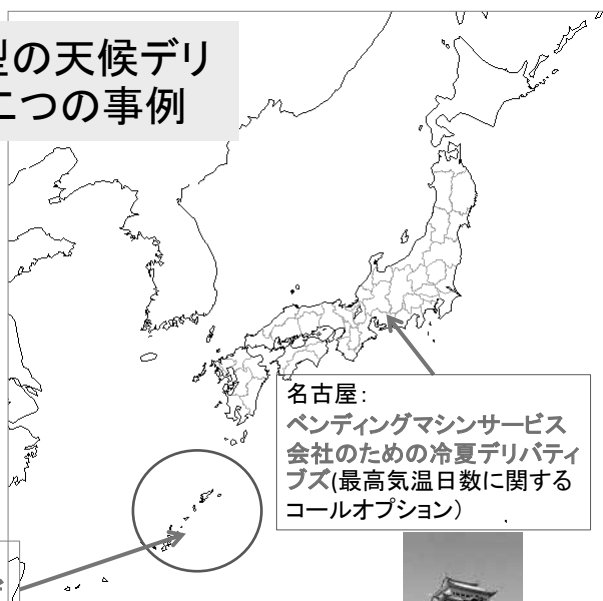 型の天候デリ
二つの事例
名古屋:
ベンディングマシンサービス
会社のための冷夏デリバティ
ブズ(最高気温日数に関する
コールオプション)